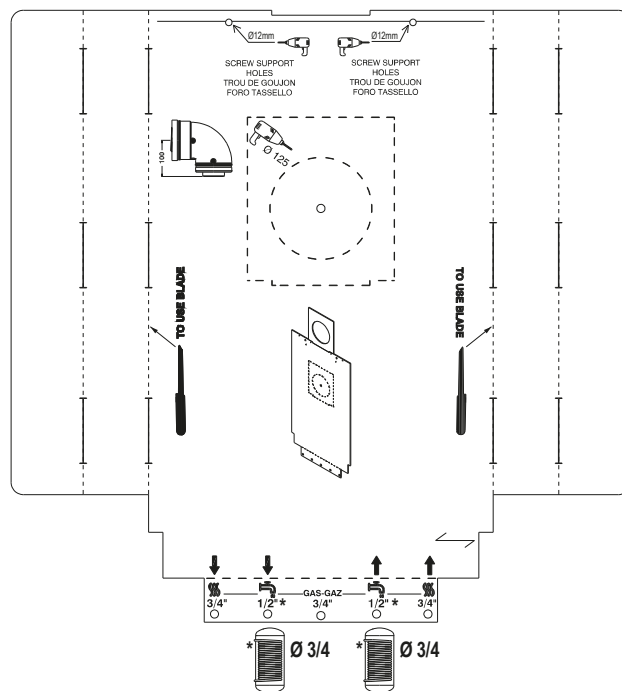 Ø12mm
Ø12mm
SCREW SUPPORT
HOLES
TROU DE GOUJON
FORO TASSELLO
SCREW SUPPORT
HOLES
TROU DE GOUJON
FORO TASSELLO
100
Ø 125
TO USE BLADE
TO USE BLADE
GAS-GAZ
3/4" 1/2"* 3/4" 1/2"* 3/4"
* Ø 3/4 * Ø 3/4